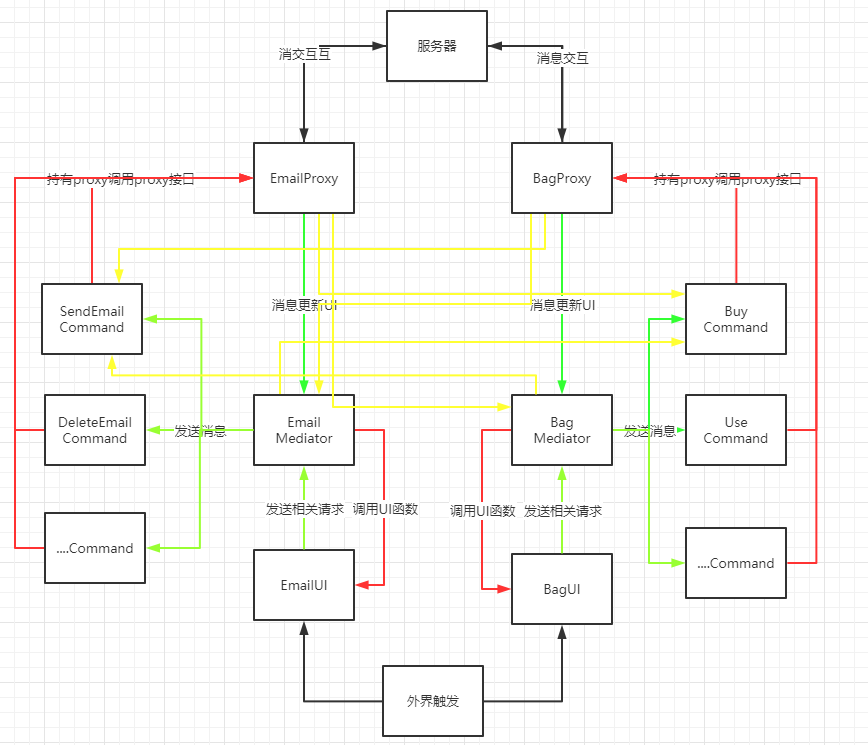 服务器
消交互互
消息交互
EmailProxy
BagProxy
持有proxy调用proxy接口
持有proxy调用proxy接口
SendEmail
Command
消息更新UI
消息更新UI
Buy
Command
DeleteEmail
Command
发送消息
Email
Mediator
Bag
Mediator
发送消息
Use
Command
发送相关请求
调用UI函数
调用UI函数
发送相关请求
....Command
....Command
EmailUI
BagUI
外界触发